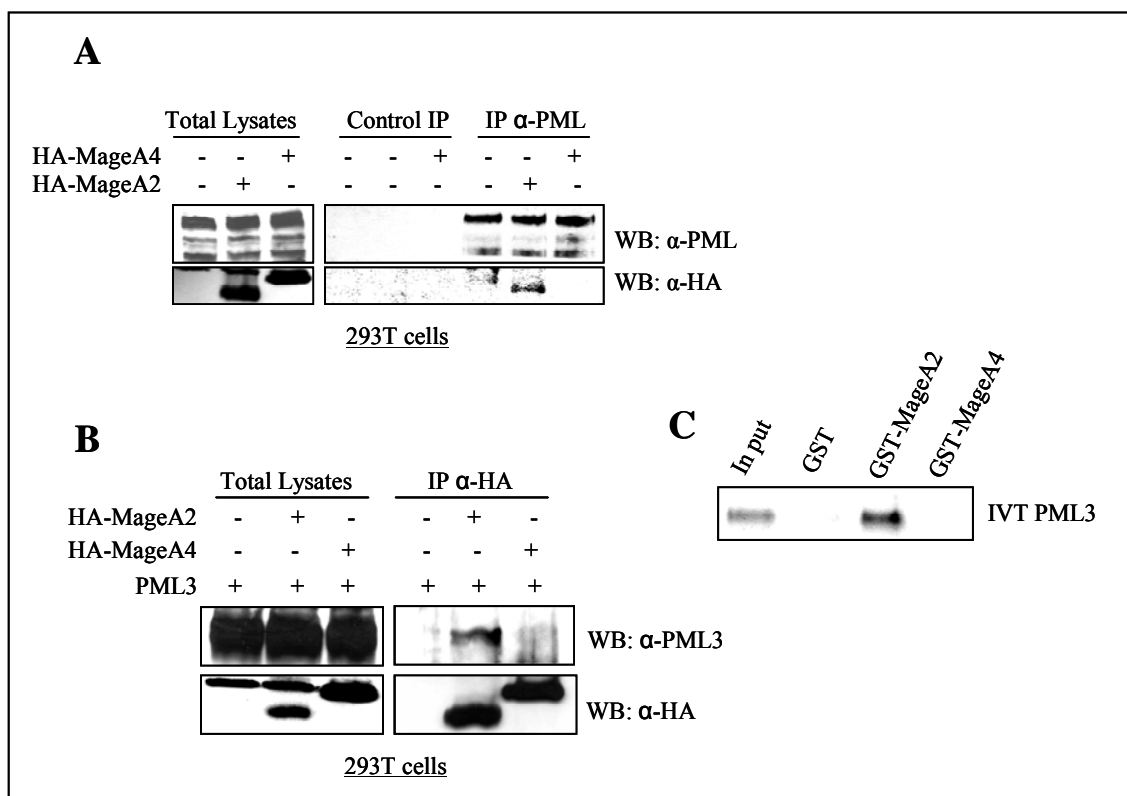 A
Total Lysates Control IP IP α-PML
HA-MageA4 - - + - - + - - +
HA-MageA2 - + - - - - - + -
WB: α-PML
WB: α-HA
293T cells
B
Total Lysates IP α-HA
HA-MageA2 - + - - + -
HA-MageA4 - - + - - +
PML3 + + + + + +
WB: α-PML3
WB: α-HA
293T cells
C
In put GST GST-MageA2 GST-MageA4
IVT PML3